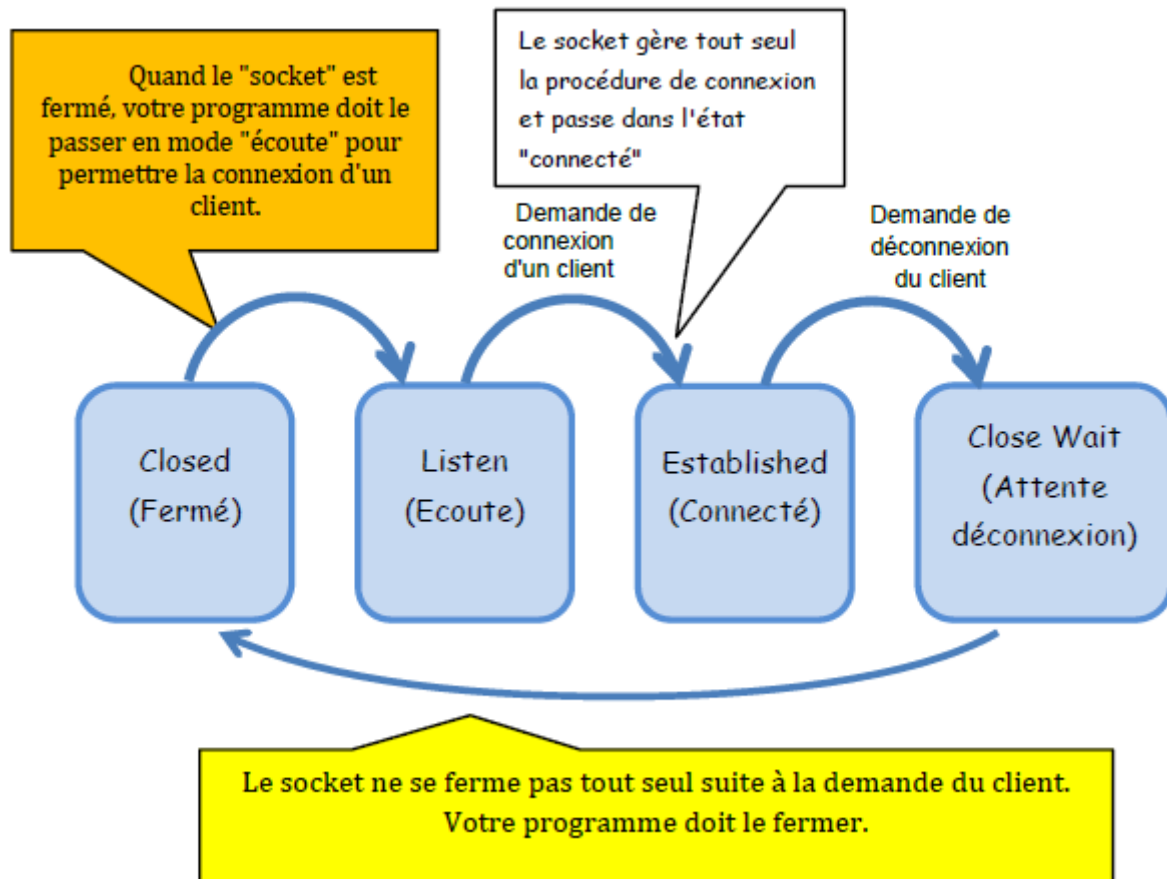 Quand le "socket" est
fermé, votre programme doit le
passer en mode "écoute" pour
permettre la connexion d'un
client.
Le socket gère tout seul
la procédure de connexion
et passe dans l'état
"connecté"
Demande de
connexion
d'un client
Demande de
déconnexion
du client
Closed
(Fermé)
Listen
(Ecoute)
Established
(Connecté)
Close Wait
(Attente
déconnexion)
Le socket ne se ferme pas tout seul suite à la demande du client.
Votre programme doit le fermer.